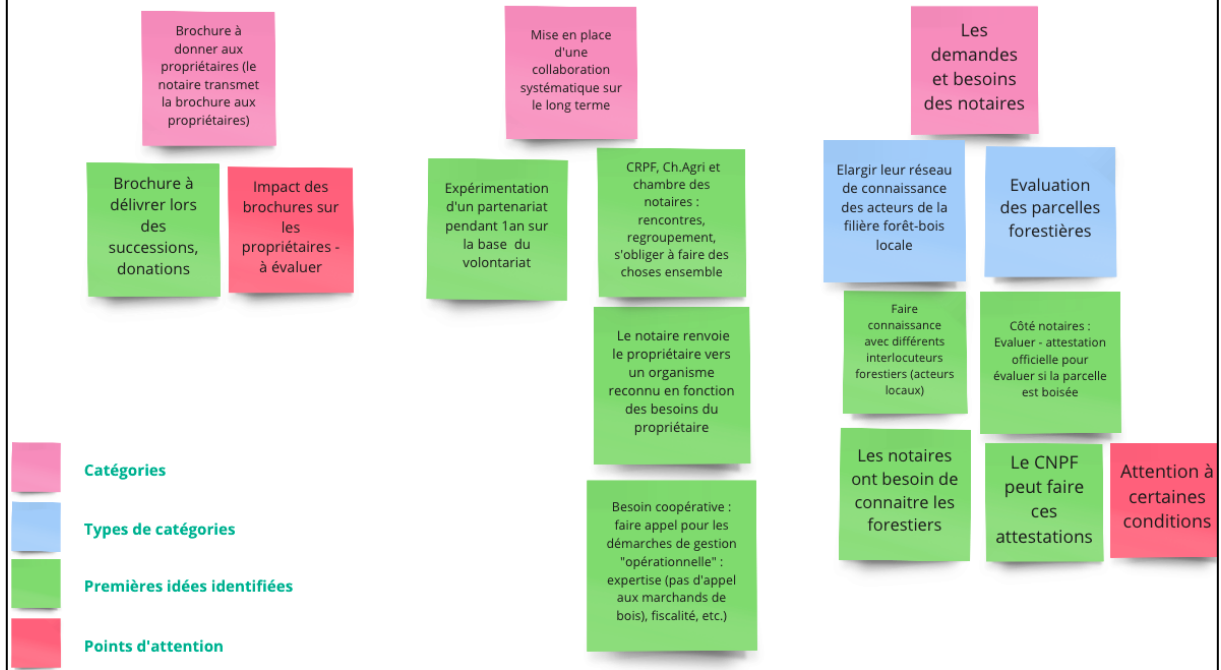 Brochure à
donner aux
propriétaires (le
notaire transmet
la brochure aux
propriétaires)
Brochure à
délivrer lors
des
successions,
donations
Impact des
brochures sur
les
propriétaires -
à évaluer
Mise en place
d'une
collaboration
systématique sur
le long terme
Expérimentation
d'un partenariat
pendant 1an sur
la base du
volontariat
CRPF, Ch.Agri et
chambre des
notaires :
rencontres,
regroupement,
s'obliger à faire des
choses ensemble
Le notaire renvoie
le propriétaire vers
un organisme
reconnu en fonction
des besoins du
propriétaire
Besoin coopérative :
faire appel pour les
démarches de gestion
"opérationnelle" :
expertise (pas d'appel
aux marchands de
bois), fiscalité, etc.)
Les
demandes
et besoins
des notaires
Elargir leur réseau
de connaissance
des acteurs de la
filière forêt-bois
locale
Evaluation
des parcelles
forestières
Faire
connaissance
avec différents
interlocuteurs
forestiers (acteurs
locaux)
Côté notaires :
Evaluer - attestation
officielle pour
évaluer si la parcelle
est boisée
Les notaires
ont besoin de
connaitre les
forestiers
Le CNPF
peut faire
ces
attestations
Attention à
certaines
conditions
Catégories
Types de catégories
Premières idées identifiées
Points d'attention